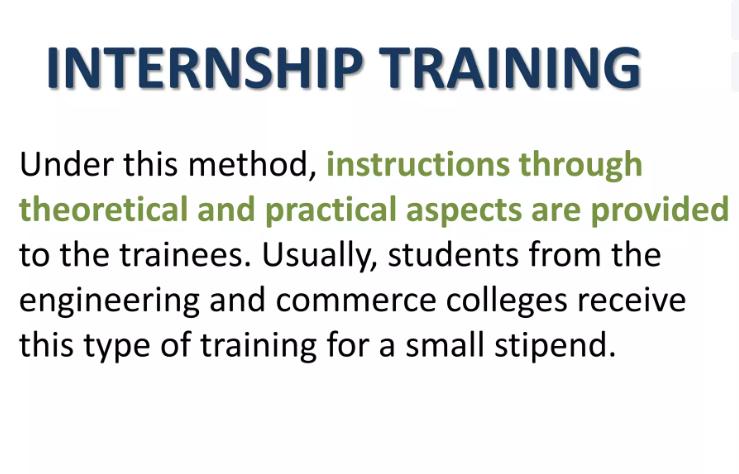 INTERNSHIP TRAINING
Under this method, instructions through
theoretical and practical aspects are provided
to the trainees. Usually, students from the
engineering and commerce colleges receive
this type of training for a small stipend.